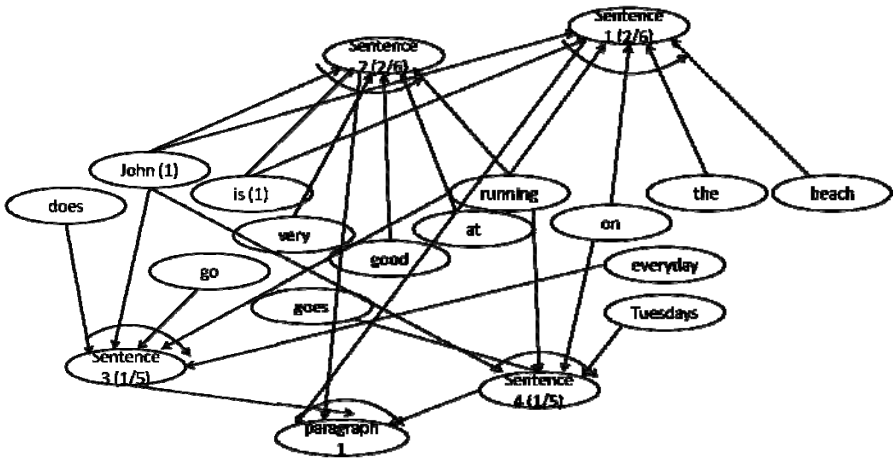 Sentence
1 (2/6)
Sentence
2 (2/6)
John (1)
is (1)
running
the
beach
does
very
at
on
good
go
everyday
goes
Tuesdays
Sentence
3 (1/5)
Sentence
4 (1/5)
paragraph
1